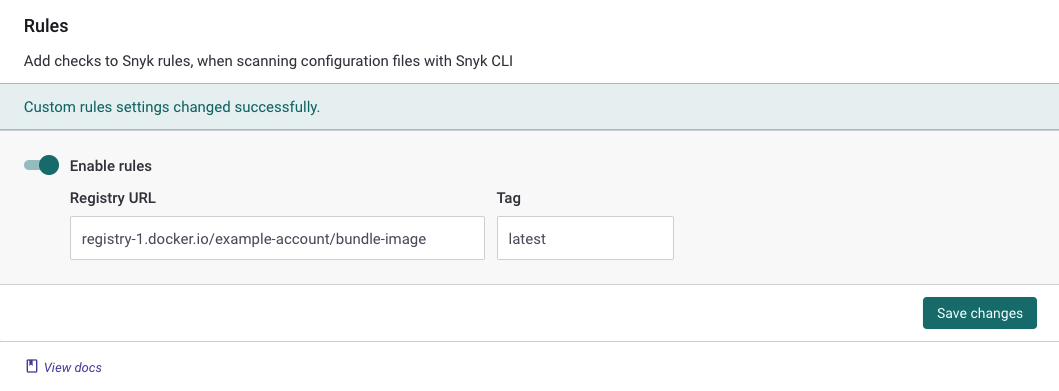 Rules
Add checks to Snyk rules, when scanning configuration files with Snyk CLI
Custom rules settings changed successfully.
Enable rules
Registry URL
Tag
registry-1.docker.io/example-account/bundle-image
latest
Save changes
View docs